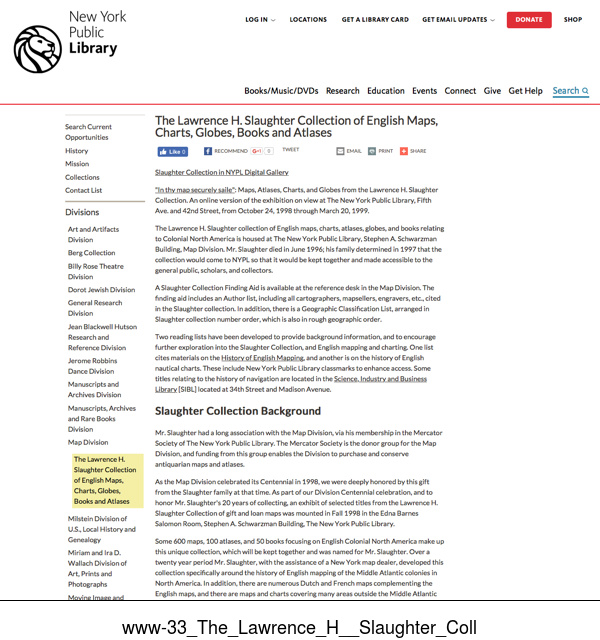 New York
Public
Library
LOG IN
LOCATIONS
GET A LIBRARY CARD
GET EMAIL UPDATES
DONATE
SHOP
Books/Music/DVDs
Research
Education
Events
Connect
Give
Get Help
Search
Search Current
Opportunities
History
Mission
Collections
Contact List
Divisions
Art and Artifacts
Division
Berg Collection
Billy Rose Theatre
Division
Dorot Jewish Division
General Research
Division
Jean Blackwell Hutson
Research and
Reference Division
Jerome Robbins
Dance Division
Manuscripts and
Archives Division
Manuscripts, Archives
and Rare Books
Division
Map Division
The Lawrence H.
Slaughter Collection
of English Maps,
Charts, Globes,
Books and Atlases
Milstein Division of
U.S., Local History and
Genealogy
Miriam and Ira D.
Wallach Division of
Art, Prints and
Photographs
Moving Image and
The Lawrence H. Slaughter Collection of English Maps,
Charts, Globes, Books and Atlases
Like 0
RECOMMEND
G+1 0
TWEET
EMAIL
PRINT
SHARE
Slaughter Collection in NYPL Digital Gallery
"In thy map securely saile": Maps, Atlases, Charts, and Globes from the Lawrence H. Slaughter
Collection. An online version of the exhibition on view at The New York Public Library, Fifth
Ave. and 42nd Street, from October 24, 1998 through March 20, 1999.
The Lawrence H. Slaughter collection of English maps, charts, atlases, globes, and books relating
to Colonial North America is housed at The New York Public Library, Stephen A. Schwarzman
Building, Map Division. Mr. Slaughter died in June 1996; his family determined in 1997 that the
collection would come to NYPL so that it would be kept together and made accessible to the
general public, scholars, and collectors.
A Slaughter Collection Finding Aid is available at the reference desk in the Map Division. The
finding aid includes an Author list, including all cartographers, mapsellers, engravers, etc., cited
in the Slaughter collection. In addition, there is a Geographic Classification List, arranged in
Slaughter collection number order, which is also in rough geographic order.
Two reading lists have been developed to provide background information, and to encourage
further exploration into the Slaughter Collection, and English mapping and charting. One list
cites materials on the History of English Mapping, and another is on the history of English
nautical charts. These include New York Public Library classmarks to enhance access. Some
titles relating to the history of navigation are located in the Science, Industry and Business
Library [SIBL] located at 34th Street and Madison Avenue.
Slaughter Collection Background
Mr. Slaughter had a long association with the Map Division, via his membership in the Mercator
Society of The New York Public Library. The Mercator Society is the donor group for the Map
Division, and funding from this group enables the Division to purchase and conserve
antiquarian maps and atlases.
As the Map Division celebrated its Centennial in 1998, we were deeply honored by this gift
from the Slaughter family at that time. As part of our Division Centennial celebration, and to
honor Mr. Slaughter's 20 years of collecting, an exhibit of selected titles from the Lawrence H.
Slaughter Collection of gift and loan maps was mounted in Fall 1998 in the Edna Barnes
Salomon Room, Stephen A. Schwarzman Building, The New York Public Library.
Some 600 maps, 100 atlases, and 50 books focusing on English Colonial North America make up
this unique collection, which will be kept together and was named for Mr. Slaughter. Over a
twenty year period Mr. Slaughter, with the assistance of a New York map dealer, developed this
collection specifically around the history of English mapping of the Middle Atlantic colonies in
North America. In addition, there are numerous Dutch and French maps complementing the
English maps, and there are maps and charts covering many areas outside the Middle Atlantic
www-33_The_Lawrence_H__Slaughter_Coll